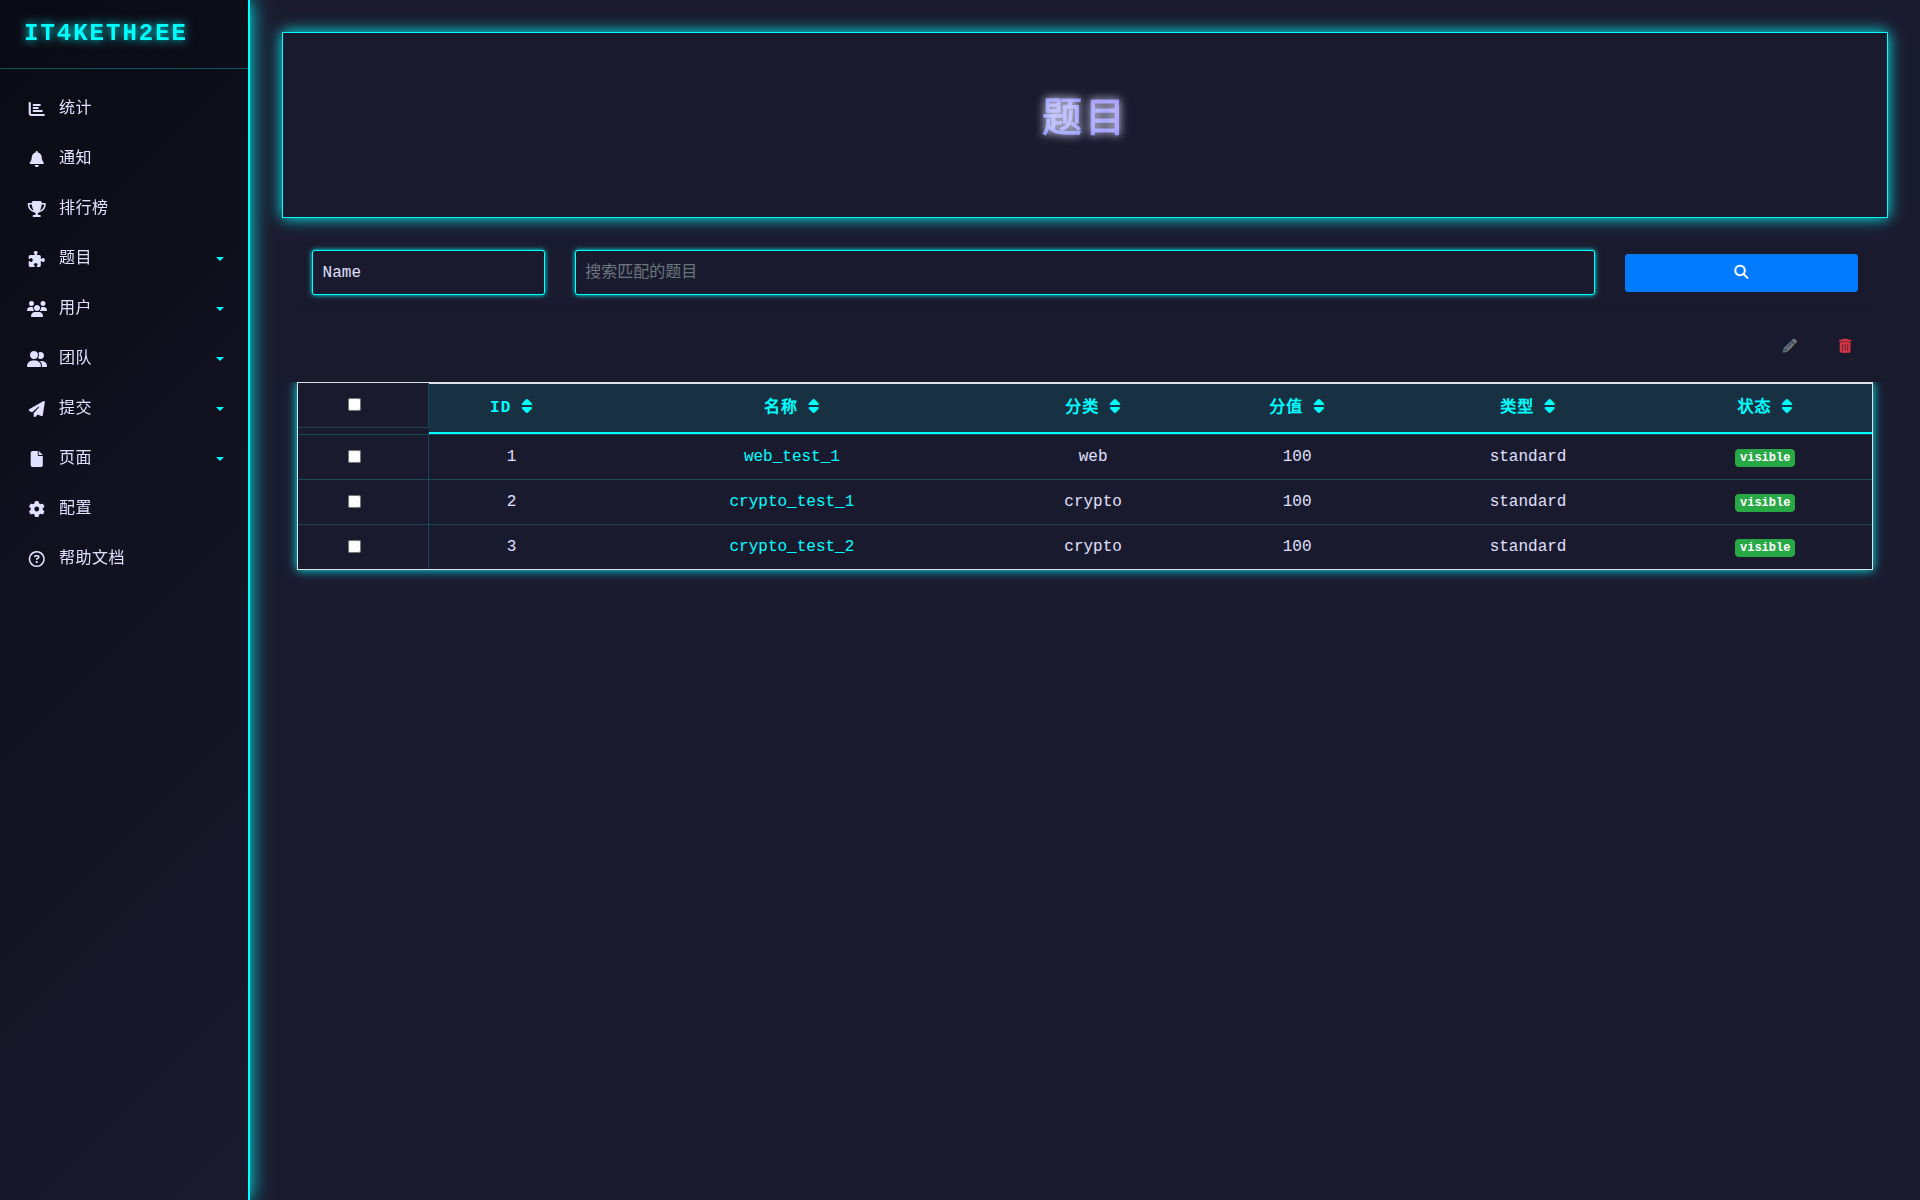 IT4KETH2EE
统计
通知
排行榜
题目
用户
团队
提交
页面
配置
帮助文档
题目
Name
搜索匹配的题目
ID 名称 分类 分值 类型 状态
1 web_test_1 web 100 standard visible
2 crypto_test_1 crypto 100 standard visible
3 crypto_test_2 crypto 100 standard visible